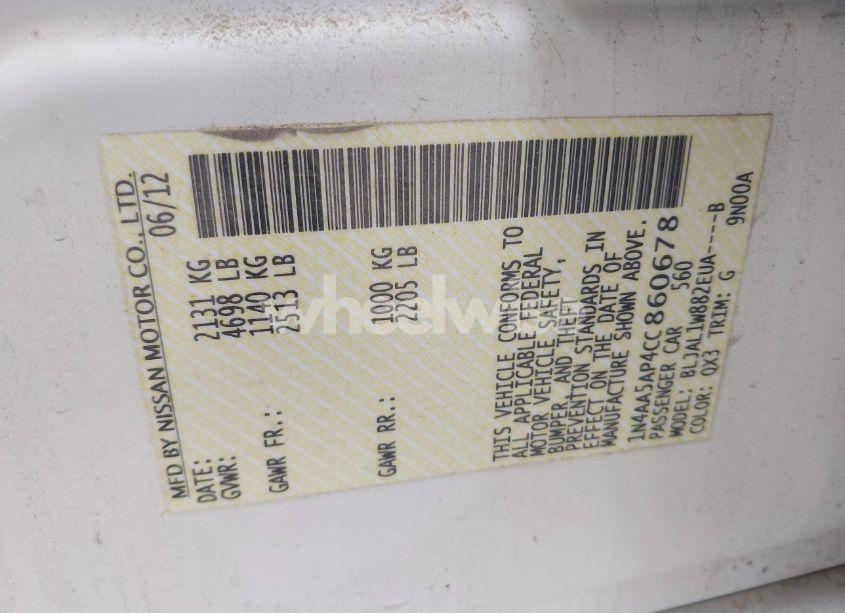 MFD BY NISSAN MOTOR CO., LTD.
DATE: 06/12
GVWR: 2131 KG
4698 LB
GAWR FR.: 1140 KG
2513 LB
GAWR RR.: 1000 KG
2205 LB
THIS VEHICLE CONFORMS TO
ALL APPLICABLE FEDERAL
MOTOR VEHICLE SAFETY,
BUMPER, AND THEFT
PREVENTION STANDARDS IN
EFFECT ON THE DATE OF
MANUFACTURE SHOWN ABOVE.
1N4AA5AP4CC860678
PASSENGER CAR 560
MODEL: BLJAL1W882EUA-----B
COLOR: QX3 TRIM: G 9N00A